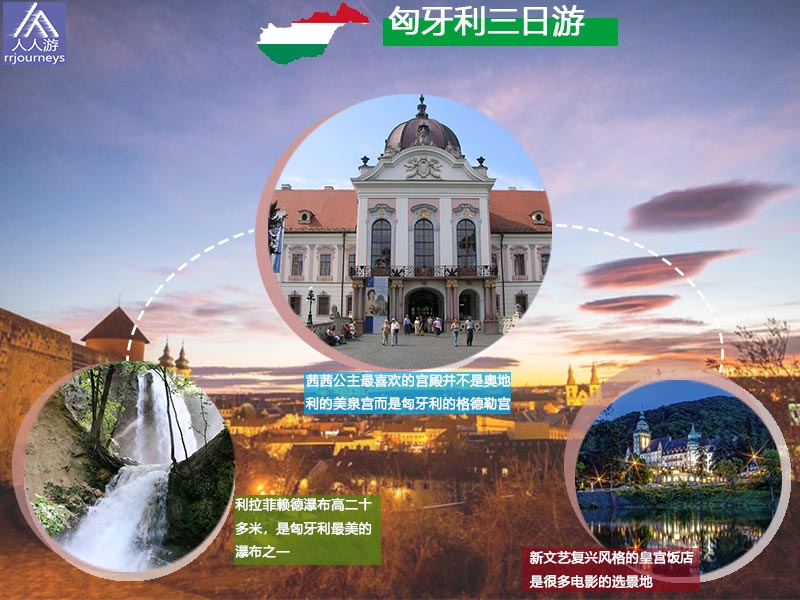 人人游
rrjourneys
匈牙利三日游
茜茜公主最喜欢的宫殿并不是奥地
利的美泉宫而是匈牙利的格德勒宫
利拉菲赖德瀑布高二十
多米，是匈牙利最美的
瀑布之一
新文艺复兴风格的皇宫饭店
是很多电影的选景地